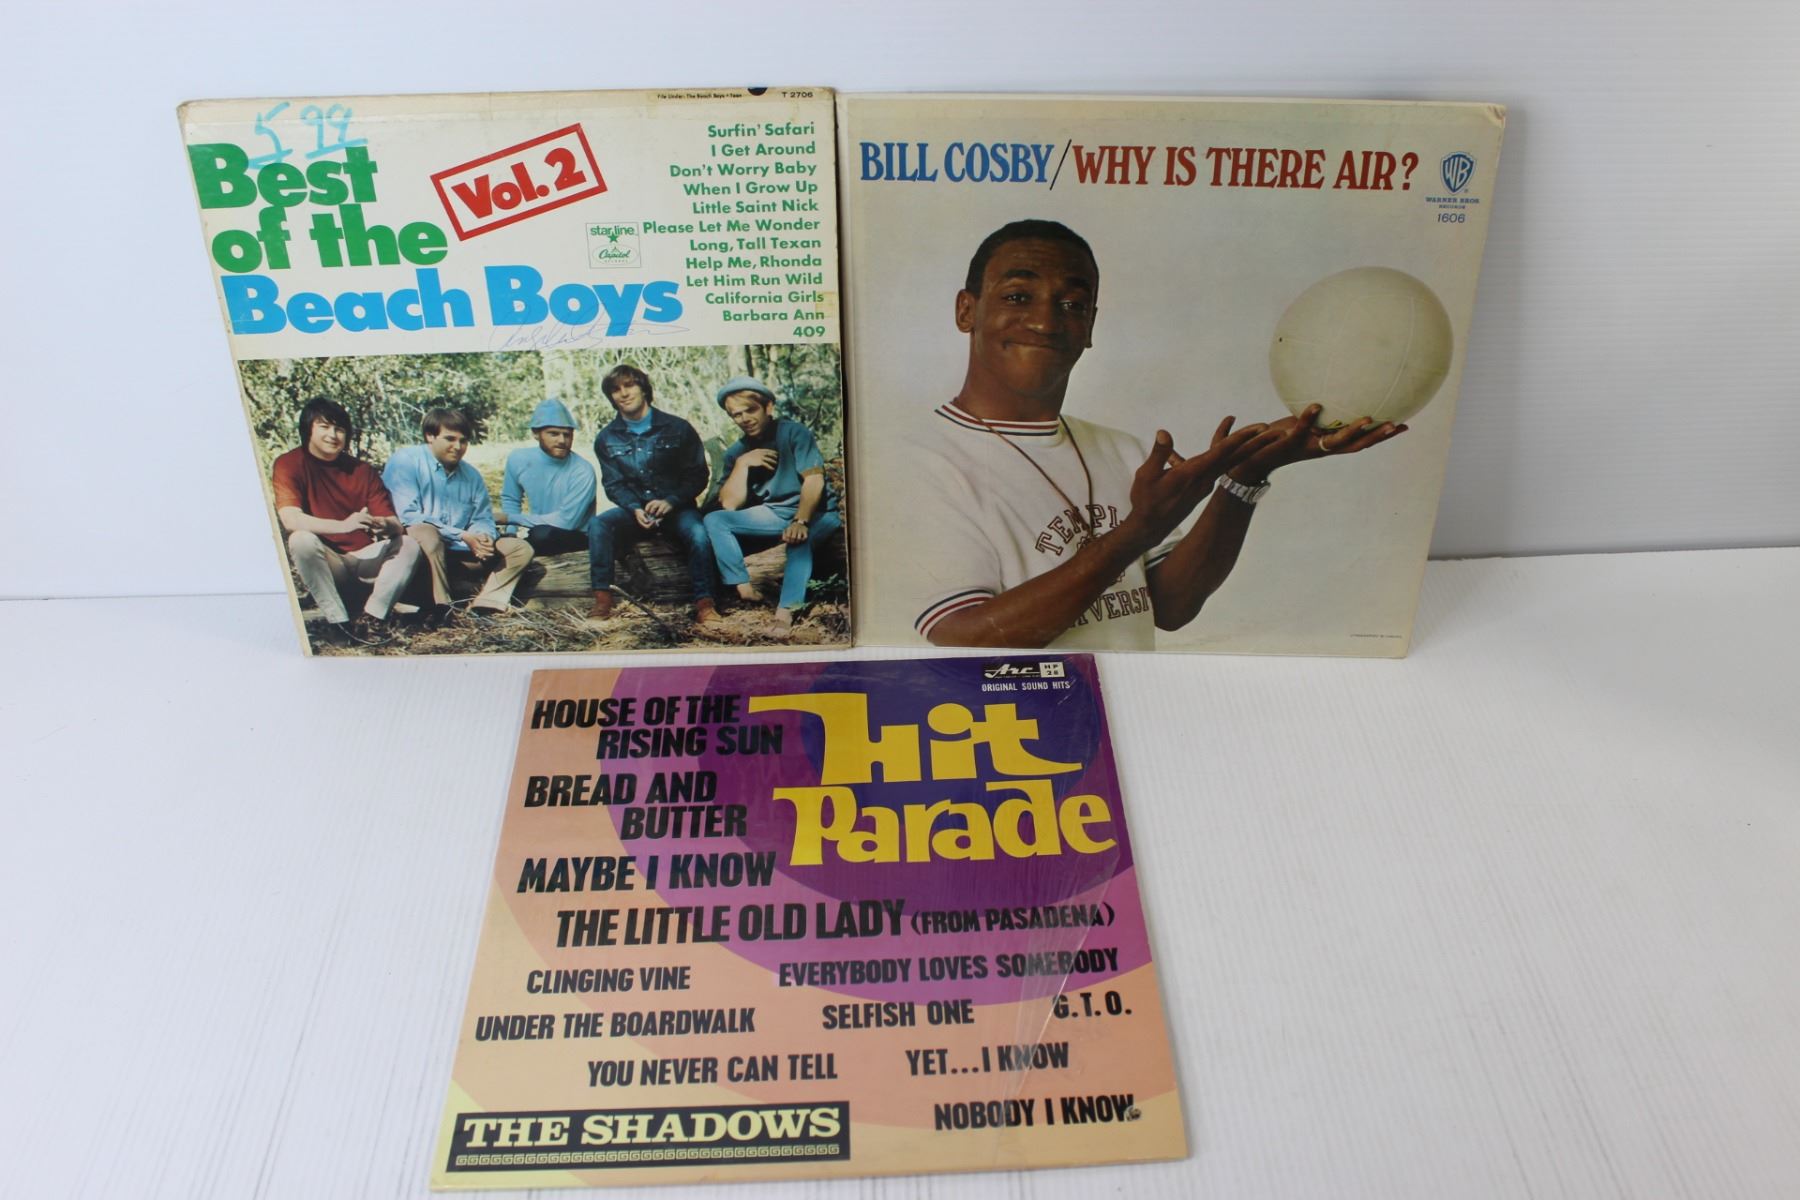 File Under: The Beach Boys • Teen
T 2706
5 99
Best
of the
Beach Boys
Vol. 2
starline
Capitol
RECORDS
Surfin' Safari
I Get Around
Don't Worry Baby
When I Grow Up
Little Saint Nick
Please Let Me Wonder
Long, Tall Texan
Help Me, Rhonda
Let Him Run Wild
California Girls
Barbara Ann
409
BILL COSBY/WHY IS THERE AIR?
WB
WARNER BROS.
RECORDS
1606
TEMPL
VERSI
Arc
HP
28
ORIGINAL SOUND HITS
Hit
Parade
HOUSE OF THE
RISING SUN
BREAD AND
BUTTER
MAYBE I KNOW
THE LITTLE OLD LADY (FROM PASADENA)
CLINGING VINE
EVERYBODY LOVES SOMEBODY
UNDER THE BOARDWALK
SELFISH ONE
G.T.O.
YOU NEVER CAN TELL
YET...I KNOW
NOBODY I KNOW
THE SHADOWS